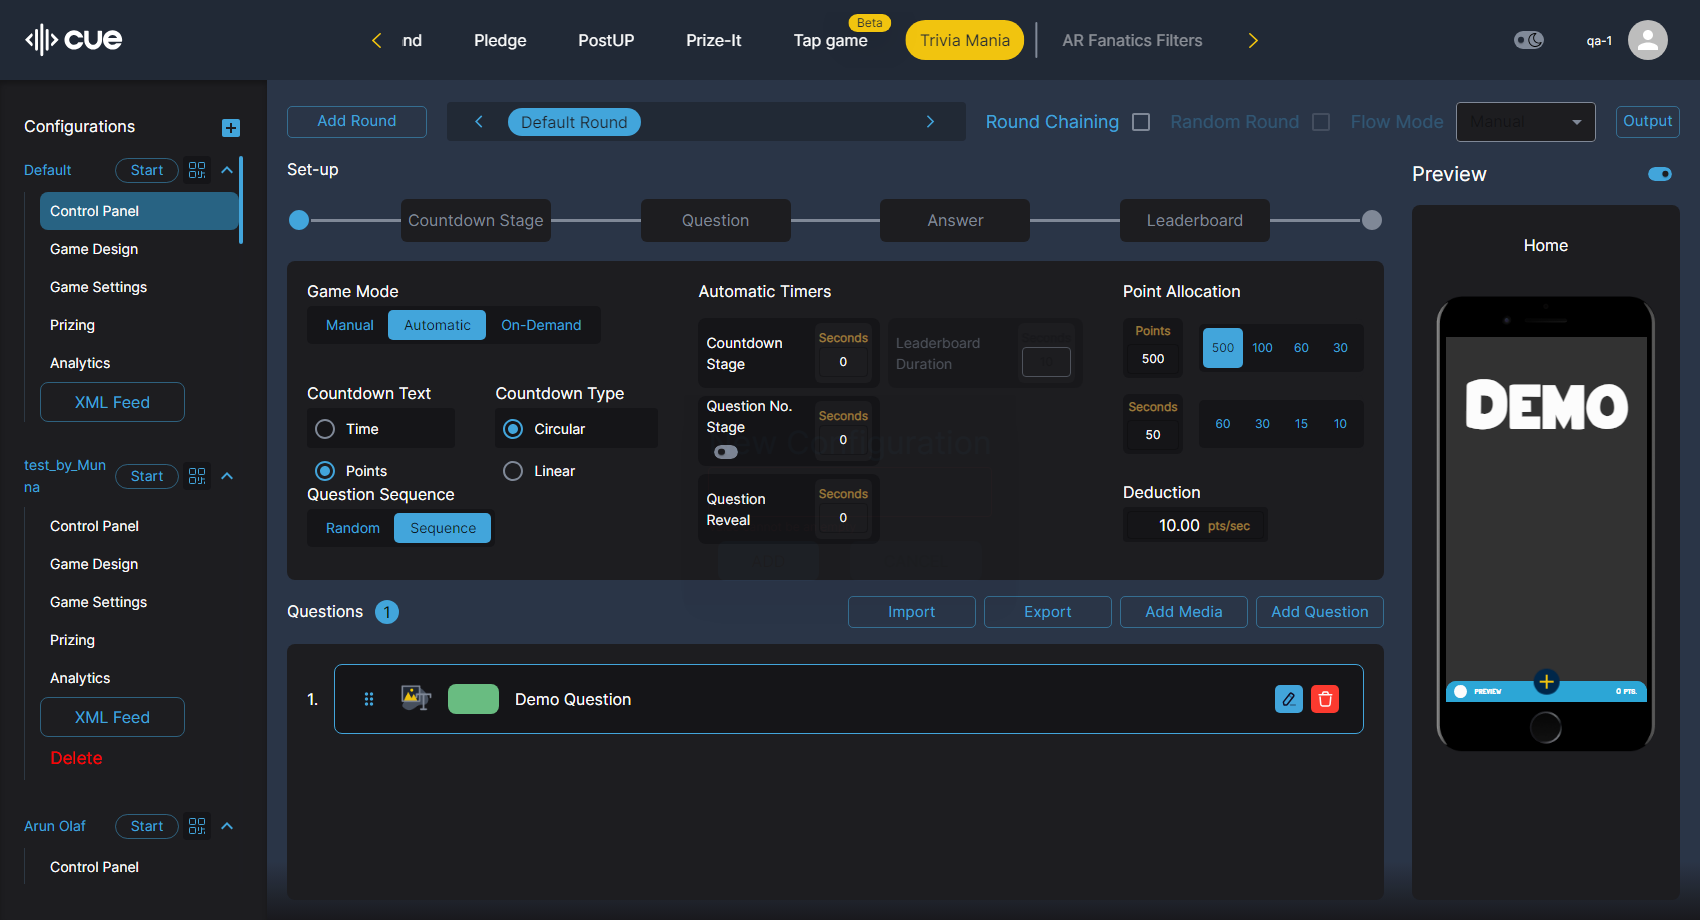 cue
nd
Pledge
PostUP
Prize-It
Tap game
Beta
Trivia Mania
AR Fanatics Filters
qa-1
Configurations
Default
Start
Control Panel
Game Design
Game Settings
Prizing
Analytics
XML Feed
test_by_Mun
na
Start
Control Panel
Game Design
Game Settings
Prizing
Analytics
XML Feed
Delete
Arun Olaf
Start
Control Panel
Add Round
Default Round
Round Chaining
Random Round
Flow Mode
Manual
Output
Set-up
Countdown Stage
Question
Answer
Leaderboard
Game Mode
Manual
Automatic
On-Demand
Countdown Text
Time
Points
Countdown Type
Circular
Linear
Question Sequence
Random
Sequence
Automatic Timers
Countdown
Stage
Seconds
0
Leaderboard
Duration
Question No.
Stage
Seconds
0
Question
Reveal
Seconds
0
New Configuration
Point Allocation
Points
500
500
100
60
30
Seconds
50
60
30
15
10
Deduction
10.00 pts/sec
Questions 1
Import
Export
Add Media
Add Question
1.
Demo Question
Preview
Home
DEMO
PREVIEW
0 PTS.